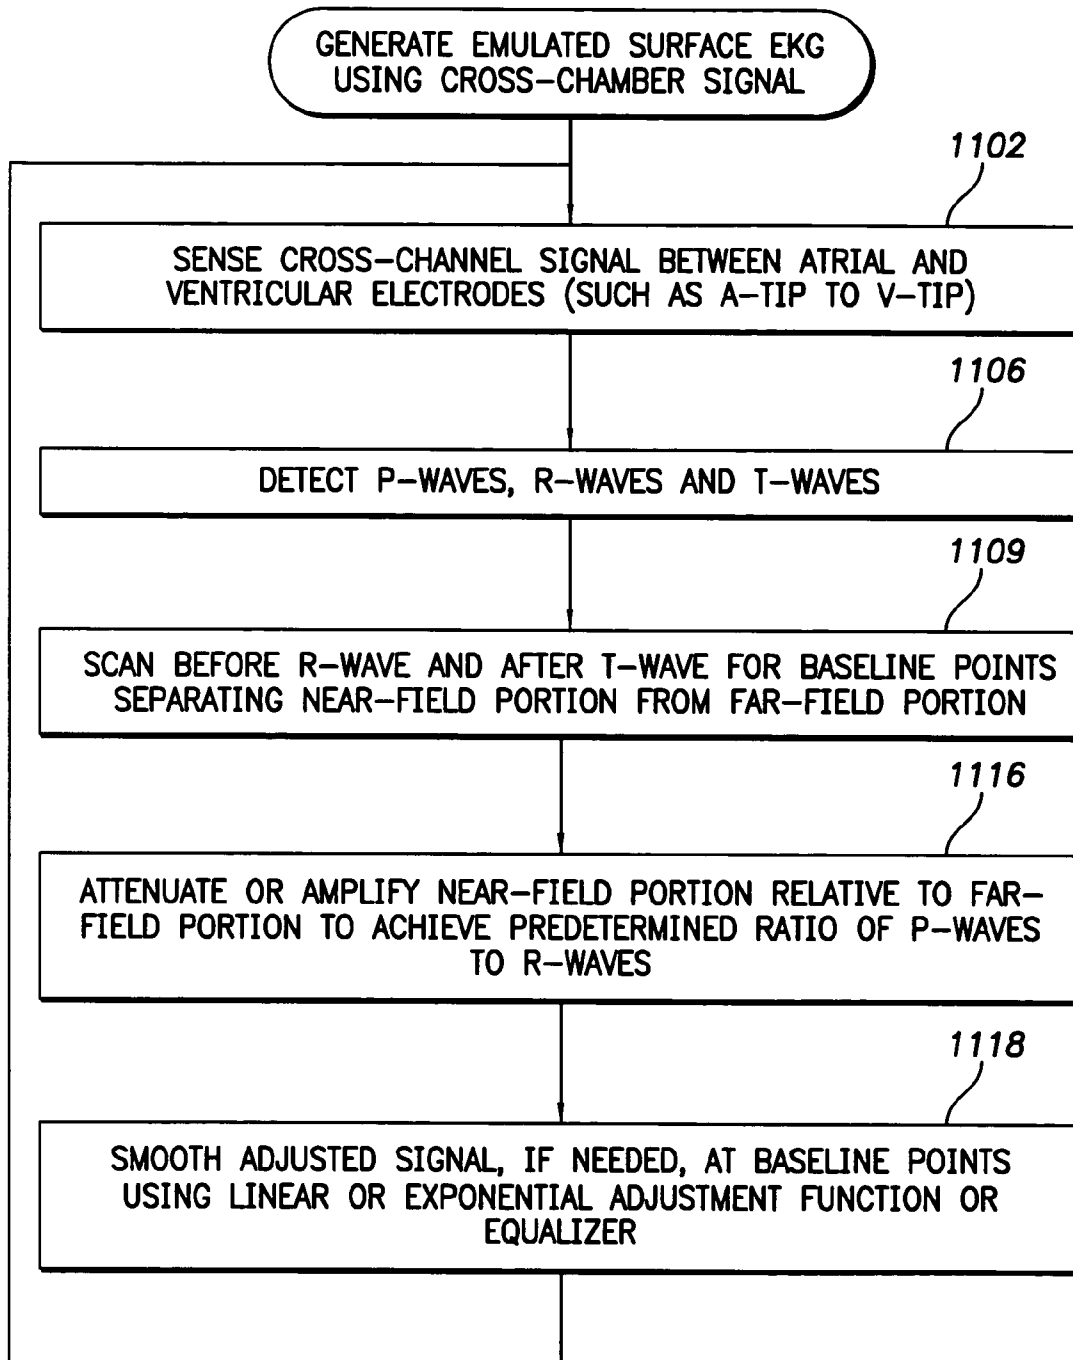 GENERATE EMULATED SURFACE EKG
USING CROSS-CHAMBER SIGNAL
1102
SENSE CROSS-CHANNEL SIGNAL BETWEEN ATRIAL AND
VENTRICULAR ELECTRODES (SUCH AS A-TIP TO V-TIP)
1106
DETECT P-WAVES, R-WAVES AND T-WAVES
1109
SCAN BEFORE R-WAVE AND AFTER T-WAVE FOR BASELINE POINTS
SEPARATING NEAR-FIELD PORTION FROM FAR-FIELD PORTION
1116
ATTENUATE OR AMPLIFY NEAR-FIELD PORTION RELATIVE TO FAR-
FIELD PORTION TO ACHIEVE PREDETERMINED RATIO OF P-WAVES
TO R-WAVES
1118
SMOOTH ADJUSTED SIGNAL, IF NEEDED, AT BASELINE POINTS
USING LINEAR OR EXPONENTIAL ADJUSTMENT FUNCTION OR
EQUALIZER